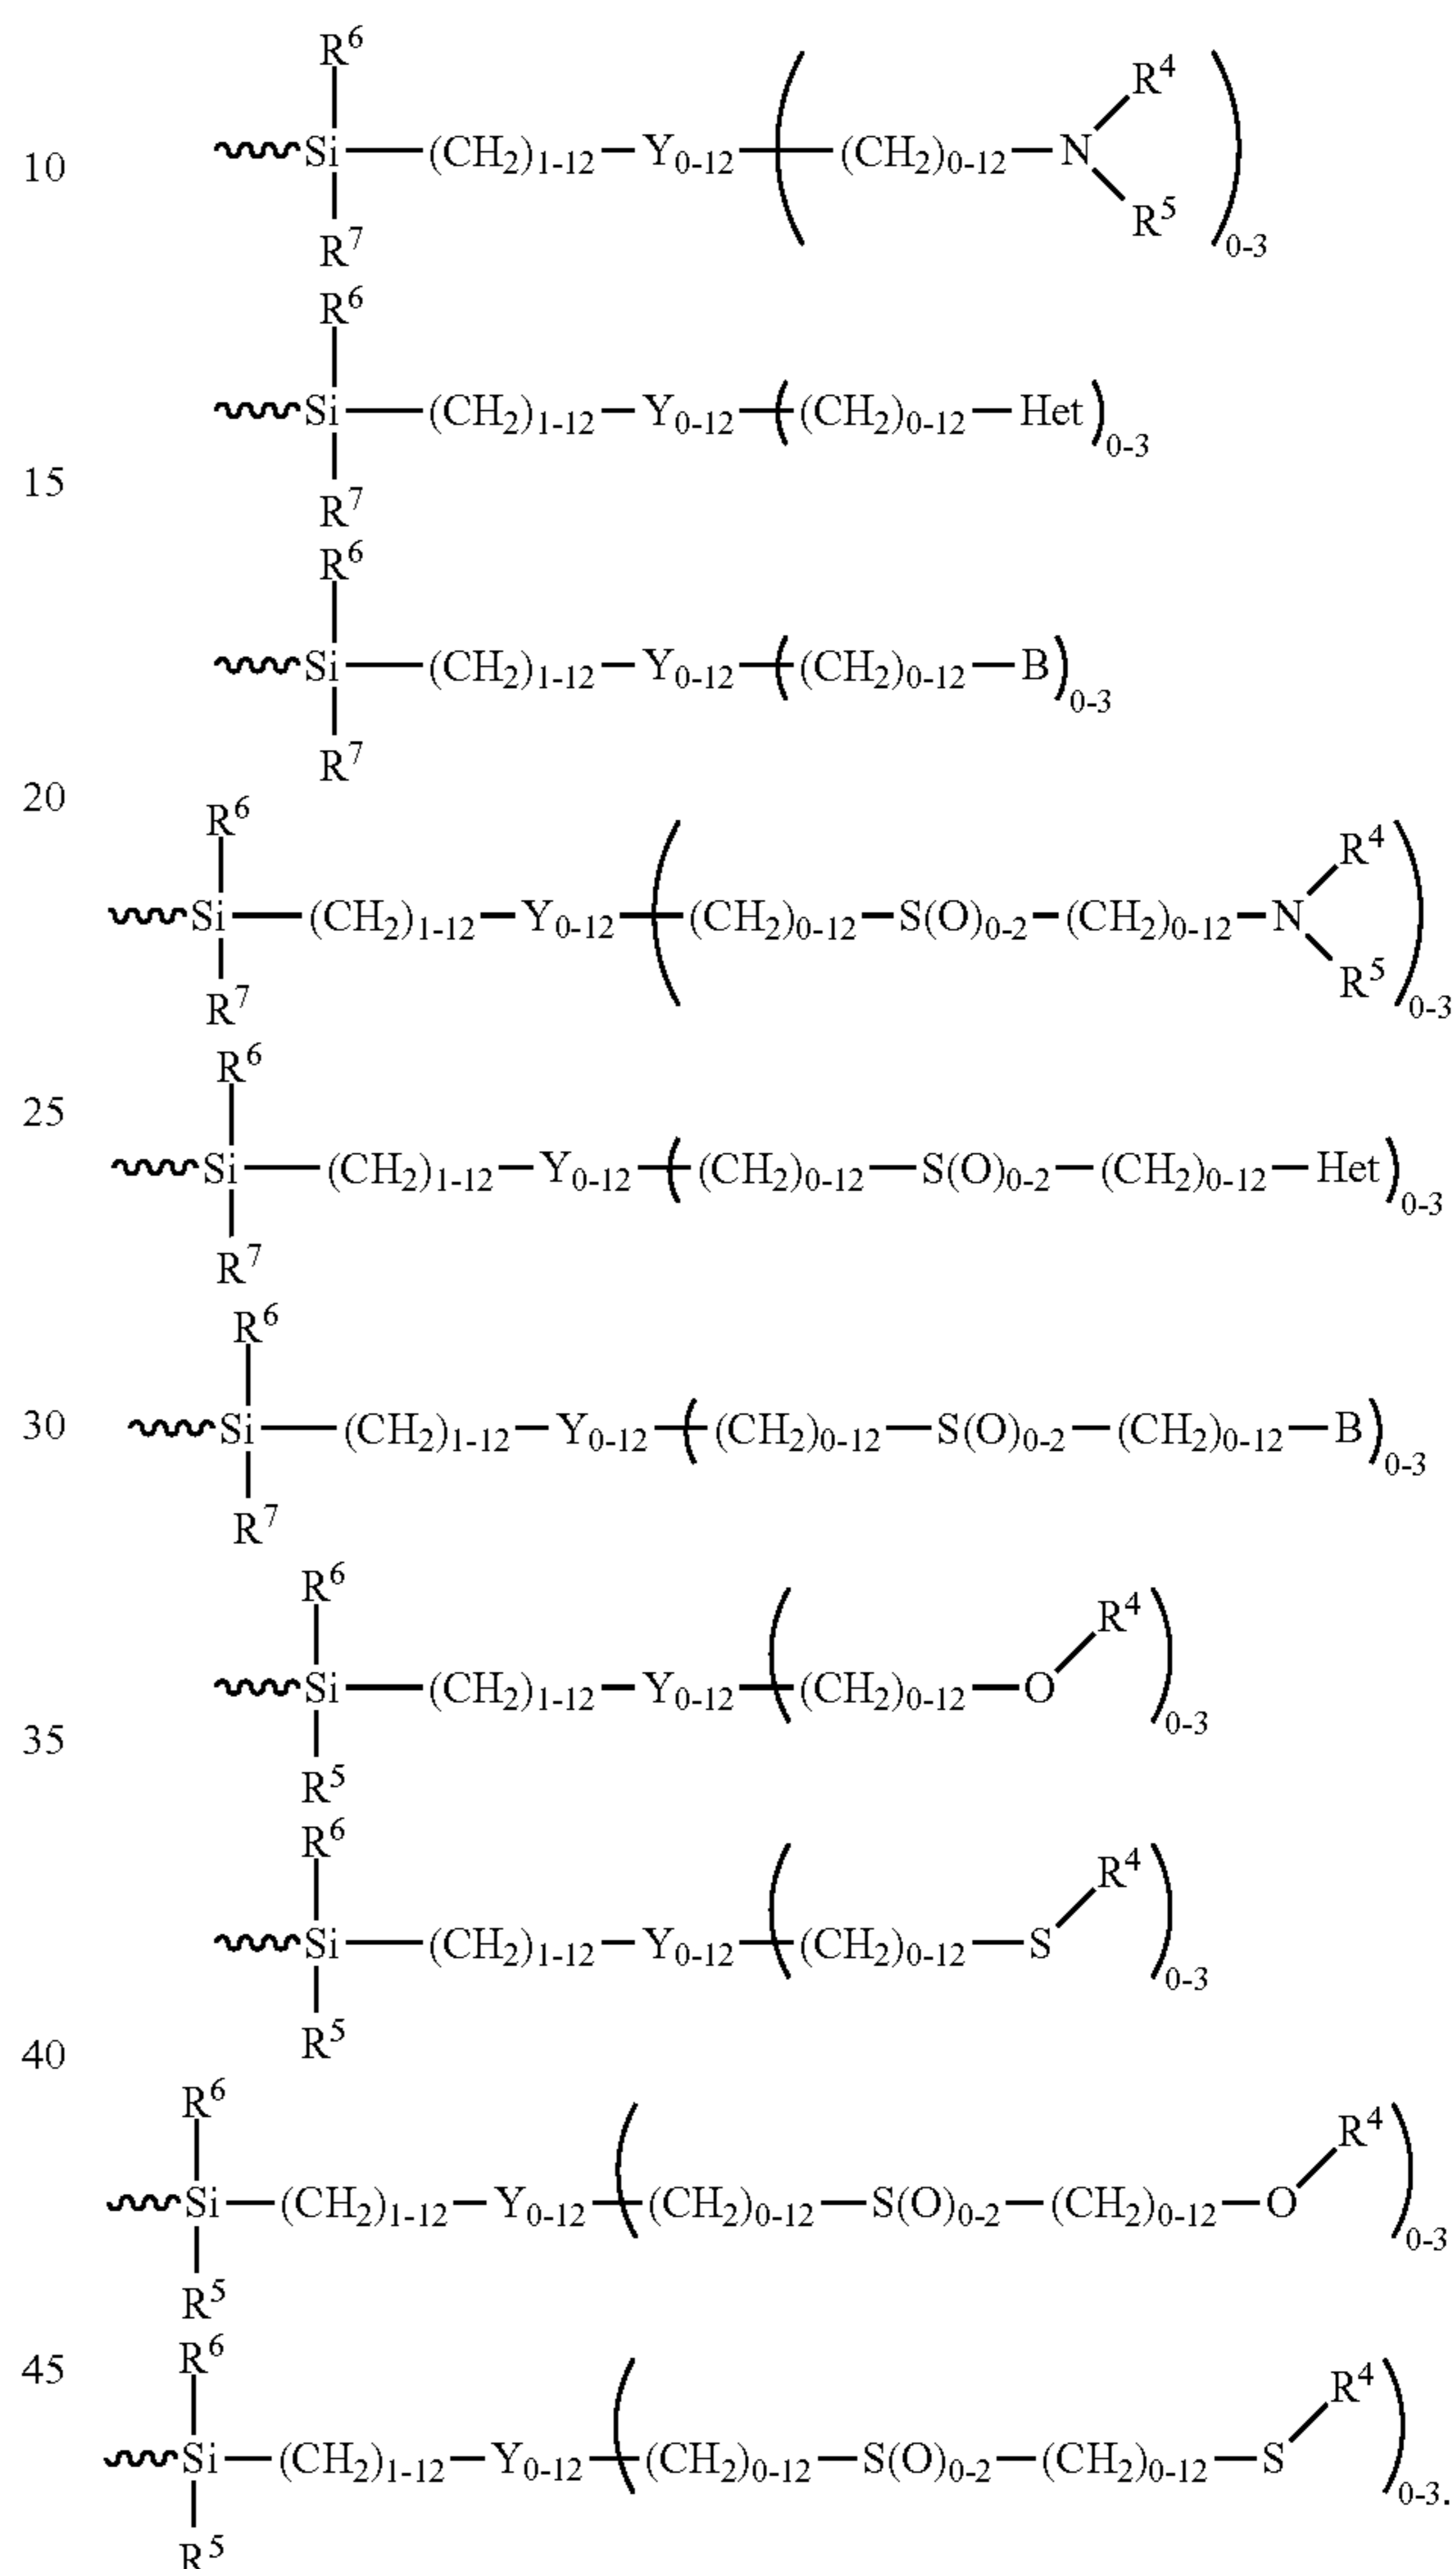 R⁶
R⁴
10 Si—(CH₂)₁₋₁₂—Y₀₋₁₂—((CH₂)₀₋₁₂—N)₀₋₃
R⁵
R⁷
R⁶
Si—(CH₂)₁₋₁₂—Y₀₋₁₂—((CH₂)₀₋₁₂—Het)₀₋₃
15
R⁷
R⁶
Si—(CH₂)₁₋₁₂—Y₀₋₁₂—((CH₂)₀₋₁₂—B)₀₋₃
R⁷
20
R⁶
R⁴
Si—(CH₂)₁₋₁₂—Y₀₋₁₂—((CH₂)₀₋₁₂—S(O)₀₋₂—(CH₂)₀₋₁₂—N)₀₋₃
R⁵
R⁷
R⁶
25
Si—(CH₂)₁₋₁₂—Y₀₋₁₂—((CH₂)₀₋₁₂—S(O)₀₋₂—(CH₂)₀₋₁₂—Het)₀₋₃
R⁷
R⁶
30 Si—(CH₂)₁₋₁₂—Y₀₋₁₂—((CH₂)₀₋₁₂—S(O)₀₋₂—(CH₂)₀₋₁₂—B)₀₋₃
R⁷
R⁶
R⁴
Si—(CH₂)₁₋₁₂—Y₀₋₁₂—((CH₂)₀₋₁₂—O)₀₋₃
35
R⁵
R⁶
R⁴
Si—(CH₂)₁₋₁₂—Y₀₋₁₂—((CH₂)₀₋₁₂—S)₀₋₃
R⁵
40
R⁶
R⁴
Si—(CH₂)₁₋₁₂—Y₀₋₁₂—((CH₂)₀₋₁₂—S(O)₀₋₂—(CH₂)₀₋₁₂—O)₀₋₃
R⁵
45
R⁶
R⁴
Si—(CH₂)₁₋₁₂—Y₀₋₁₂—((CH₂)₀₋₁₂—S(O)₀₋₂—(CH₂)₀₋₁₂—S)₀₋₃.
R⁵